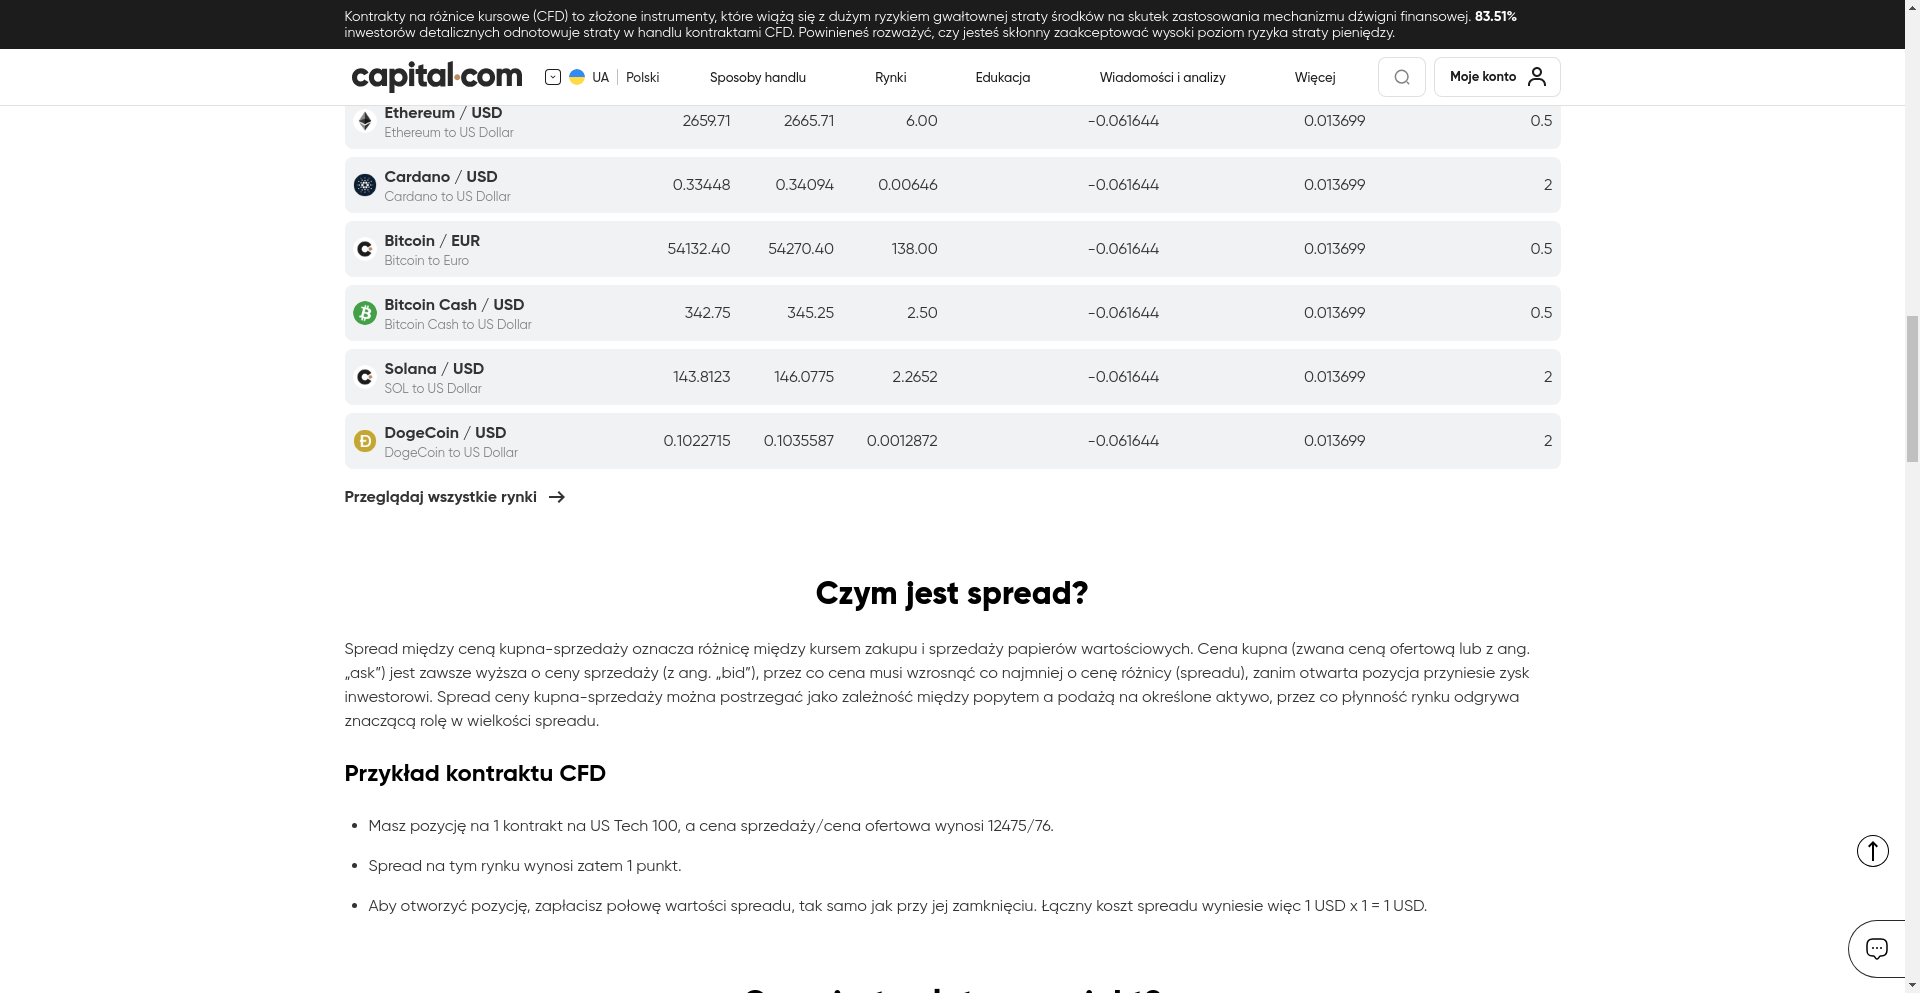 Kontrakty na różnice kursowe (CFD) to złożone instrumenty, które wiążą się z dużym ryzykiem gwałtownej straty środków na skutek zastosowania mechanizmu dźwigni finansowej. 83.51%
inwestorów detalicznych odnotowuje straty w handlu kontraktami CFD. Powinieneś rozważyć, czy jesteś skłonny zaakceptować wysoki poziom ryzyka straty pieniędzy.
capital.com UA Polski Sposoby handlu Rynki Edukacja Wiadomości i analizy Więcej Moje konto
Ethereum / USD 2659.71 2665.71 6.00 -0.061644 0.013699 0.5
Ethereum to US Dollar
Cardano / USD 0.33448 0.34094 0.00646 -0.061644 0.013699 2
Cardano to US Dollar
Bitcoin / EUR 54132.40 54270.40 138.00 -0.061644 0.013699 0.5
Bitcoin to Euro
Bitcoin Cash / USD 342.75 345.25 2.50 -0.061644 0.013699 0.5
Bitcoin Cash to US Dollar
Solana / USD 143.8123 146.0775 2.2652 -0.061644 0.013699 2
SOL to US Dollar
DogeCoin / USD 0.1022715 0.1035587 0.0012872 -0.061644 0.013699 2
DogeCoin to US Dollar
Przeglądaj wszystkie rynki
Czym jest spread?
Spread między ceną kupna-sprzedaży oznacza różnicę między kursem zakupu i sprzedaży papierów wartościowych. Cena kupna (zwana ceną ofertową lub z ang.
„ask”) jest zawsze wyższa o ceny sprzedaży (z ang. „bid”), przez co cena musi wzrosnąć co najmniej o cenę różnicy (spreadu), zanim otwarta pozycja przyniesie zysk
inwestorowi. Spread ceny kupna-sprzedaży można postrzegać jako zależność między popytem a podażą na określone aktywo, przez co płynność rynku odgrywa
znaczącą rolę w wielkości spreadu.
Przykład kontraktu CFD
Masz pozycję na 1 kontrakt na US Tech 100, a cena sprzedaży/cena ofertowa wynosi 12475/76.
Spread na tym rynku wynosi zatem 1 punkt.
Aby otworzyć pozycję, zapłacisz połowę wartości spreadu, tak samo jak przy jej zamknięciu. Łączny koszt spreadu wyniesie więc 1 USD x 1 = 1 USD.